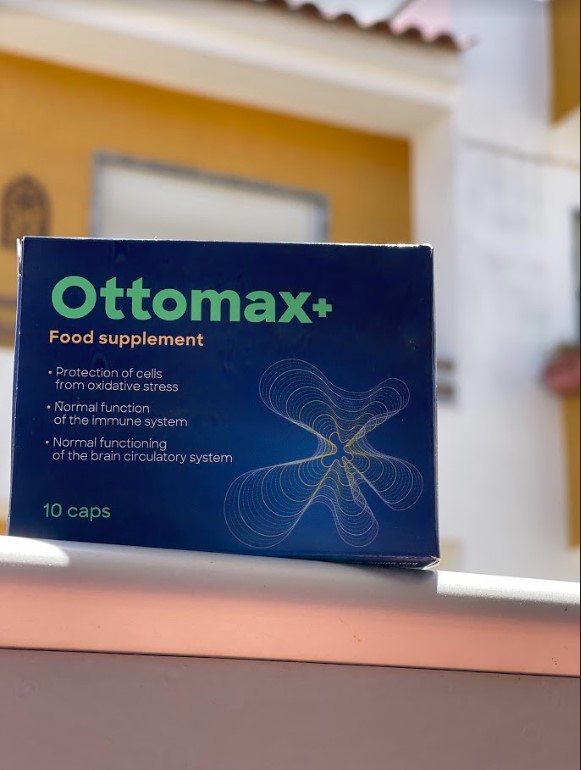 Ottomax+
Food supplement
• Protection of cells
from oxidative stress
• Normal function
of the immune system
• Normal functioning
of the brain circulatory system
10 caps